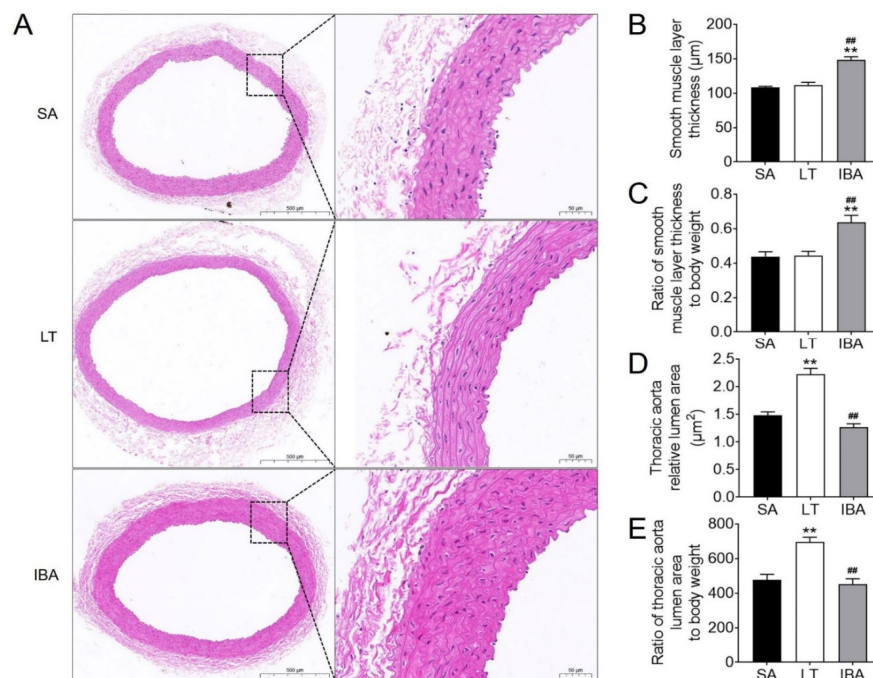 A
SA
500 μm
50 μm
LT
500 μm
50 μm
IBA
500 μm
50 μm
B
Smooth muscle layer
thickness (μm)
200
150
100
50
0
##
**
SA LT IBA
C
Ratio of smooth
muscle layer thickness
to body weight
0.8
0.6
0.4
0.2
0.0
##
**
SA LT IBA
D
Thoracic aorta
relative lumen area
(μm²)
2.5
2.0
1.5
1.0
0.5
0.0
**
##
SA LT IBA
E
Ratio of thoracic aorta
lumen area
to body weight
800
600
400
200
0
**
##
SA LT IBA